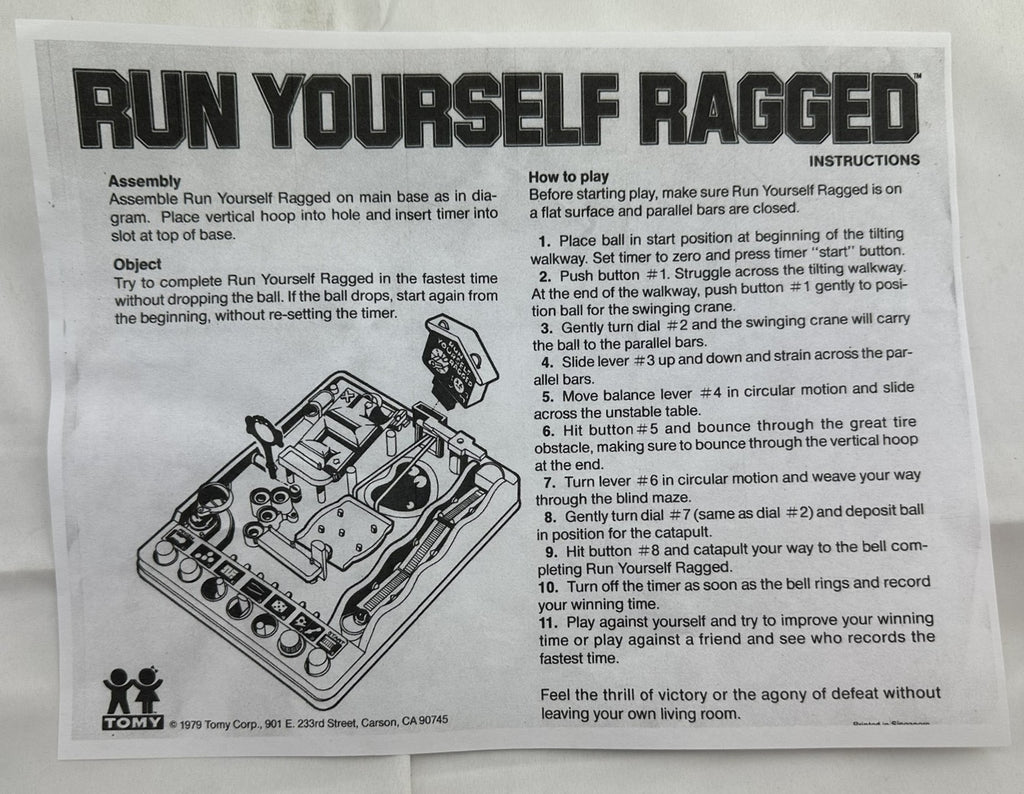 RUN YOURSELF RAGGED™
INSTRUCTIONS
Assembly
Assemble Run Yourself Ragged on main base as in dia-
gram. Place vertical hoop into hole and insert timer into
slot at top of base.
Object
Try to complete Run Yourself Ragged in the fastest time
without dropping the ball. If the ball drops, start again from
the beginning, without re-setting the timer.
RUN YOURSELF RAGGED
START
TOMY
© 1979 Tomy Corp., 901 E. 233rd Street, Carson, CA 90745
How to play
Before starting play, make sure Run Yourself Ragged is on
a flat surface and parallel bars are closed.
1. Place ball in start position at beginning of the tilting
walkway. Set timer to zero and press timer "start" button.
2. Push button #1. Struggle across the tilting walkway.
At the end of the walkway, push button #1 gently to posi-
tion ball for the swinging crane.
3. Gently turn dial #2 and the swinging crane will carry
the ball to the parallel bars.
4. Slide lever #3 up and down and strain across the par-
allel bars.
5. Move balance lever #4 in circular motion and slide
across the unstable table.
6. Hit button #5 and bounce through the great tire
obstacle, making sure to bounce through the vertical hoop
at the end.
7. Turn lever #6 in circular motion and weave your way
through the blind maze.
8. Gently turn dial #7 (same as dial #2) and deposit ball
in position for the catapult.
9. Hit button #8 and catapult your way to the bell com-
pleting Run Yourself Ragged.
10. Turn off the timer as soon as the bell rings and record
your winning time.
11. Play against yourself and try to improve your winning
time or play against a friend and see who records the
fastest time.
Feel the thrill of victory or the agony of defeat without
leaving your own living room.
Printed in Singapore